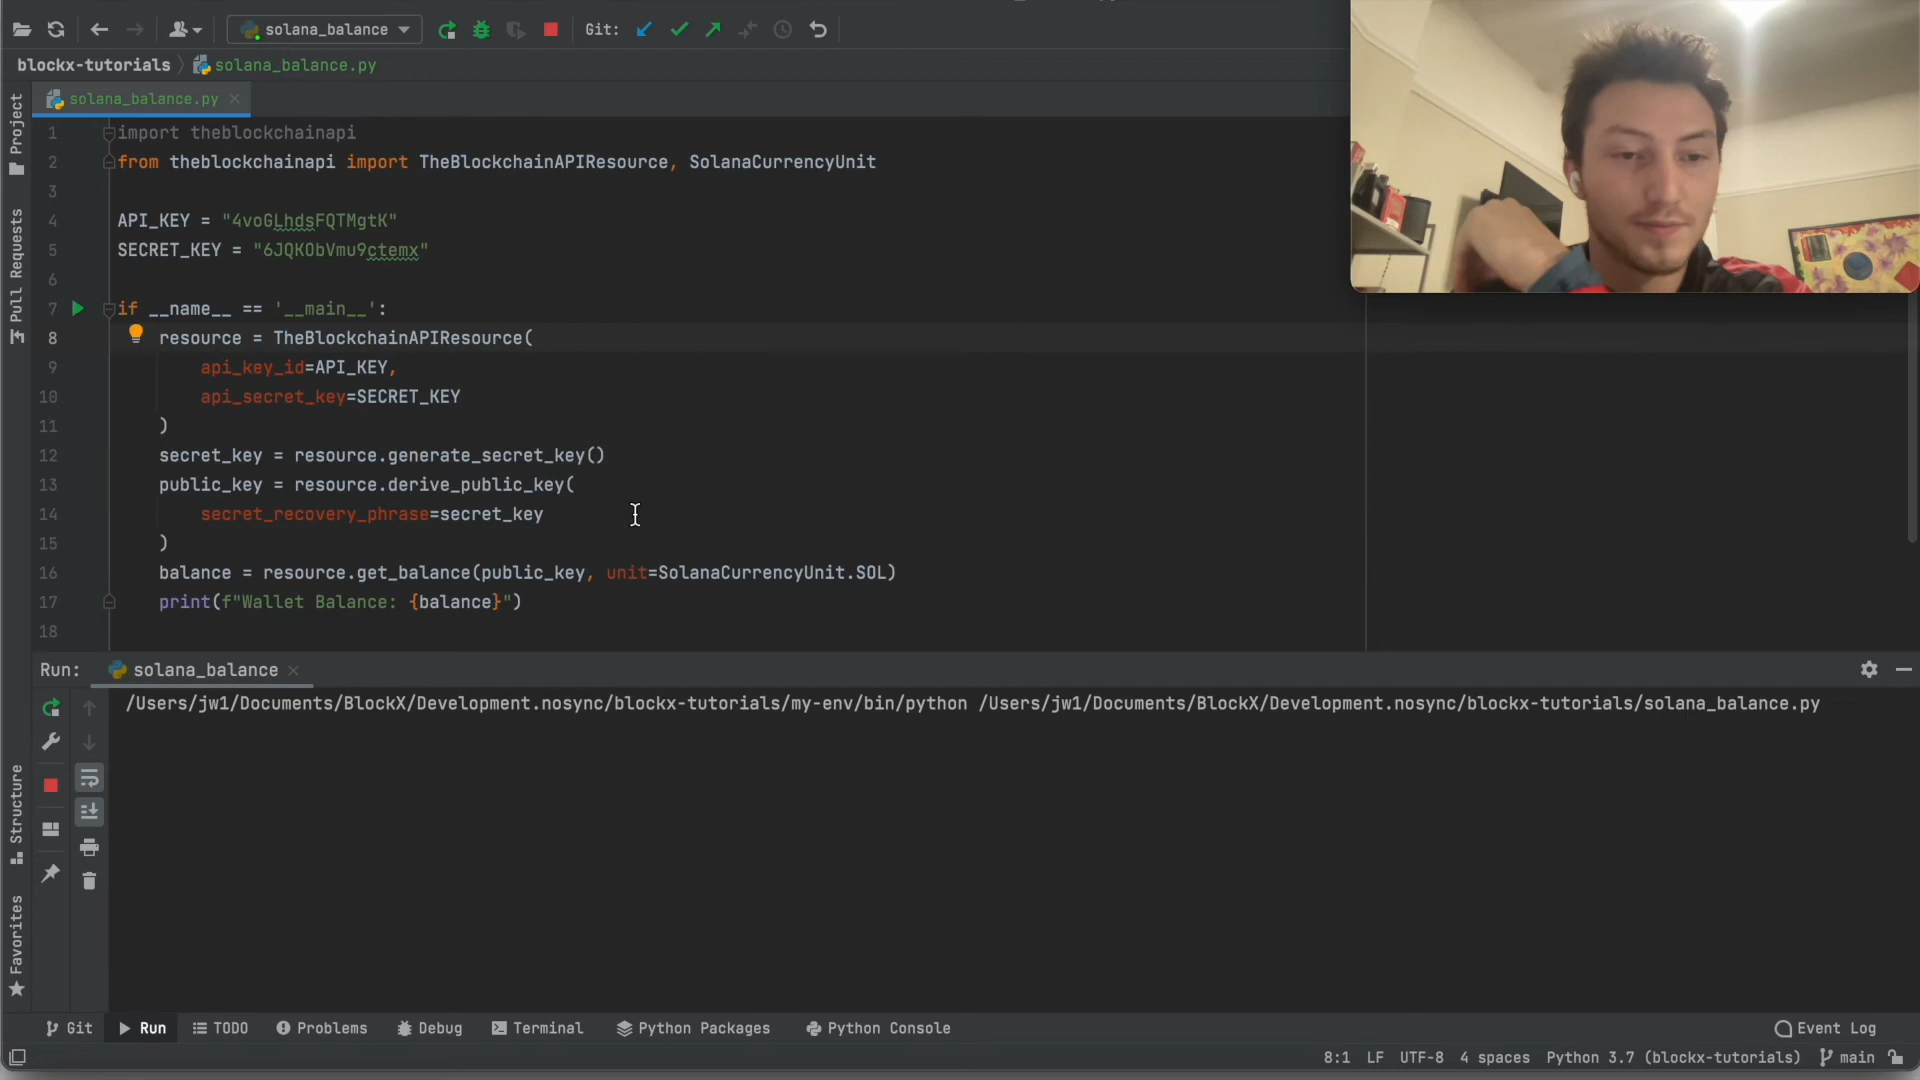 solana_balance
Git:
blockx-tutorials
solana_balance.py
solana_balance.py
Project
Pull Requests
Structure
Favorites
1 import theblockchainapi
2 from theblockchainapi import TheBlockchainAPIResource, SolanaCurrencyUnit
3
4 API_KEY = "4voGLhdsFQTMgtK"
5 SECRET_KEY = "6JQKObVmu9ctemx"
6
7 if __name__ == '__main__':
8 resource = TheBlockchainAPIResource(
9 api_key_id=API_KEY,
10 api_secret_key=SECRET_KEY
11 )
12 secret_key = resource.generate_secret_key()
13 public_key = resource.derive_public_key(
14 secret_recovery_phrase=secret_key
15 )
16 balance = resource.get_balance(public_key, unit=SolanaCurrencyUnit.SOL)
17 print(f"Wallet Balance: {balance}")
18
Run: solana_balance
/Users/jw1/Documents/BlockX/Development.nosync/blockx-tutorials/my-env/bin/python /Users/jw1/Documents/BlockX/Development.nosync/blockx-tutorials/solana_balance.py
Git Run TODO Problems Debug Terminal Python Packages Python Console Event Log
8:1 LF UTF-8 4 spaces Python 3.7 (blockx-tutorials) main